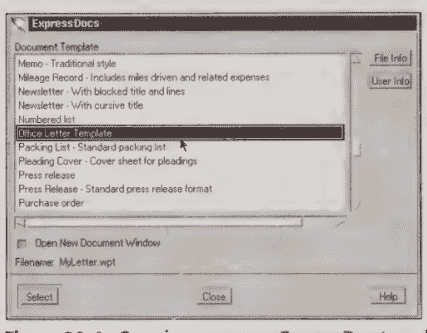 ExpressDocs
Document Template
File Info
User Info
Memo - Traditional style
Mileage Record - Includes miles driven and related expenses
Newsletter - With blocked title and lines
Newsletter - With cursive title
Numbered list
Office Letter Template
Packing List - Standard packing list
Pleading Cover - Cover sheet for pleadings
Press release
Press Release - Standard press release format
Purchase order
Open New Document Window
Filename: MyLetter.wpt
Select
Close
Help